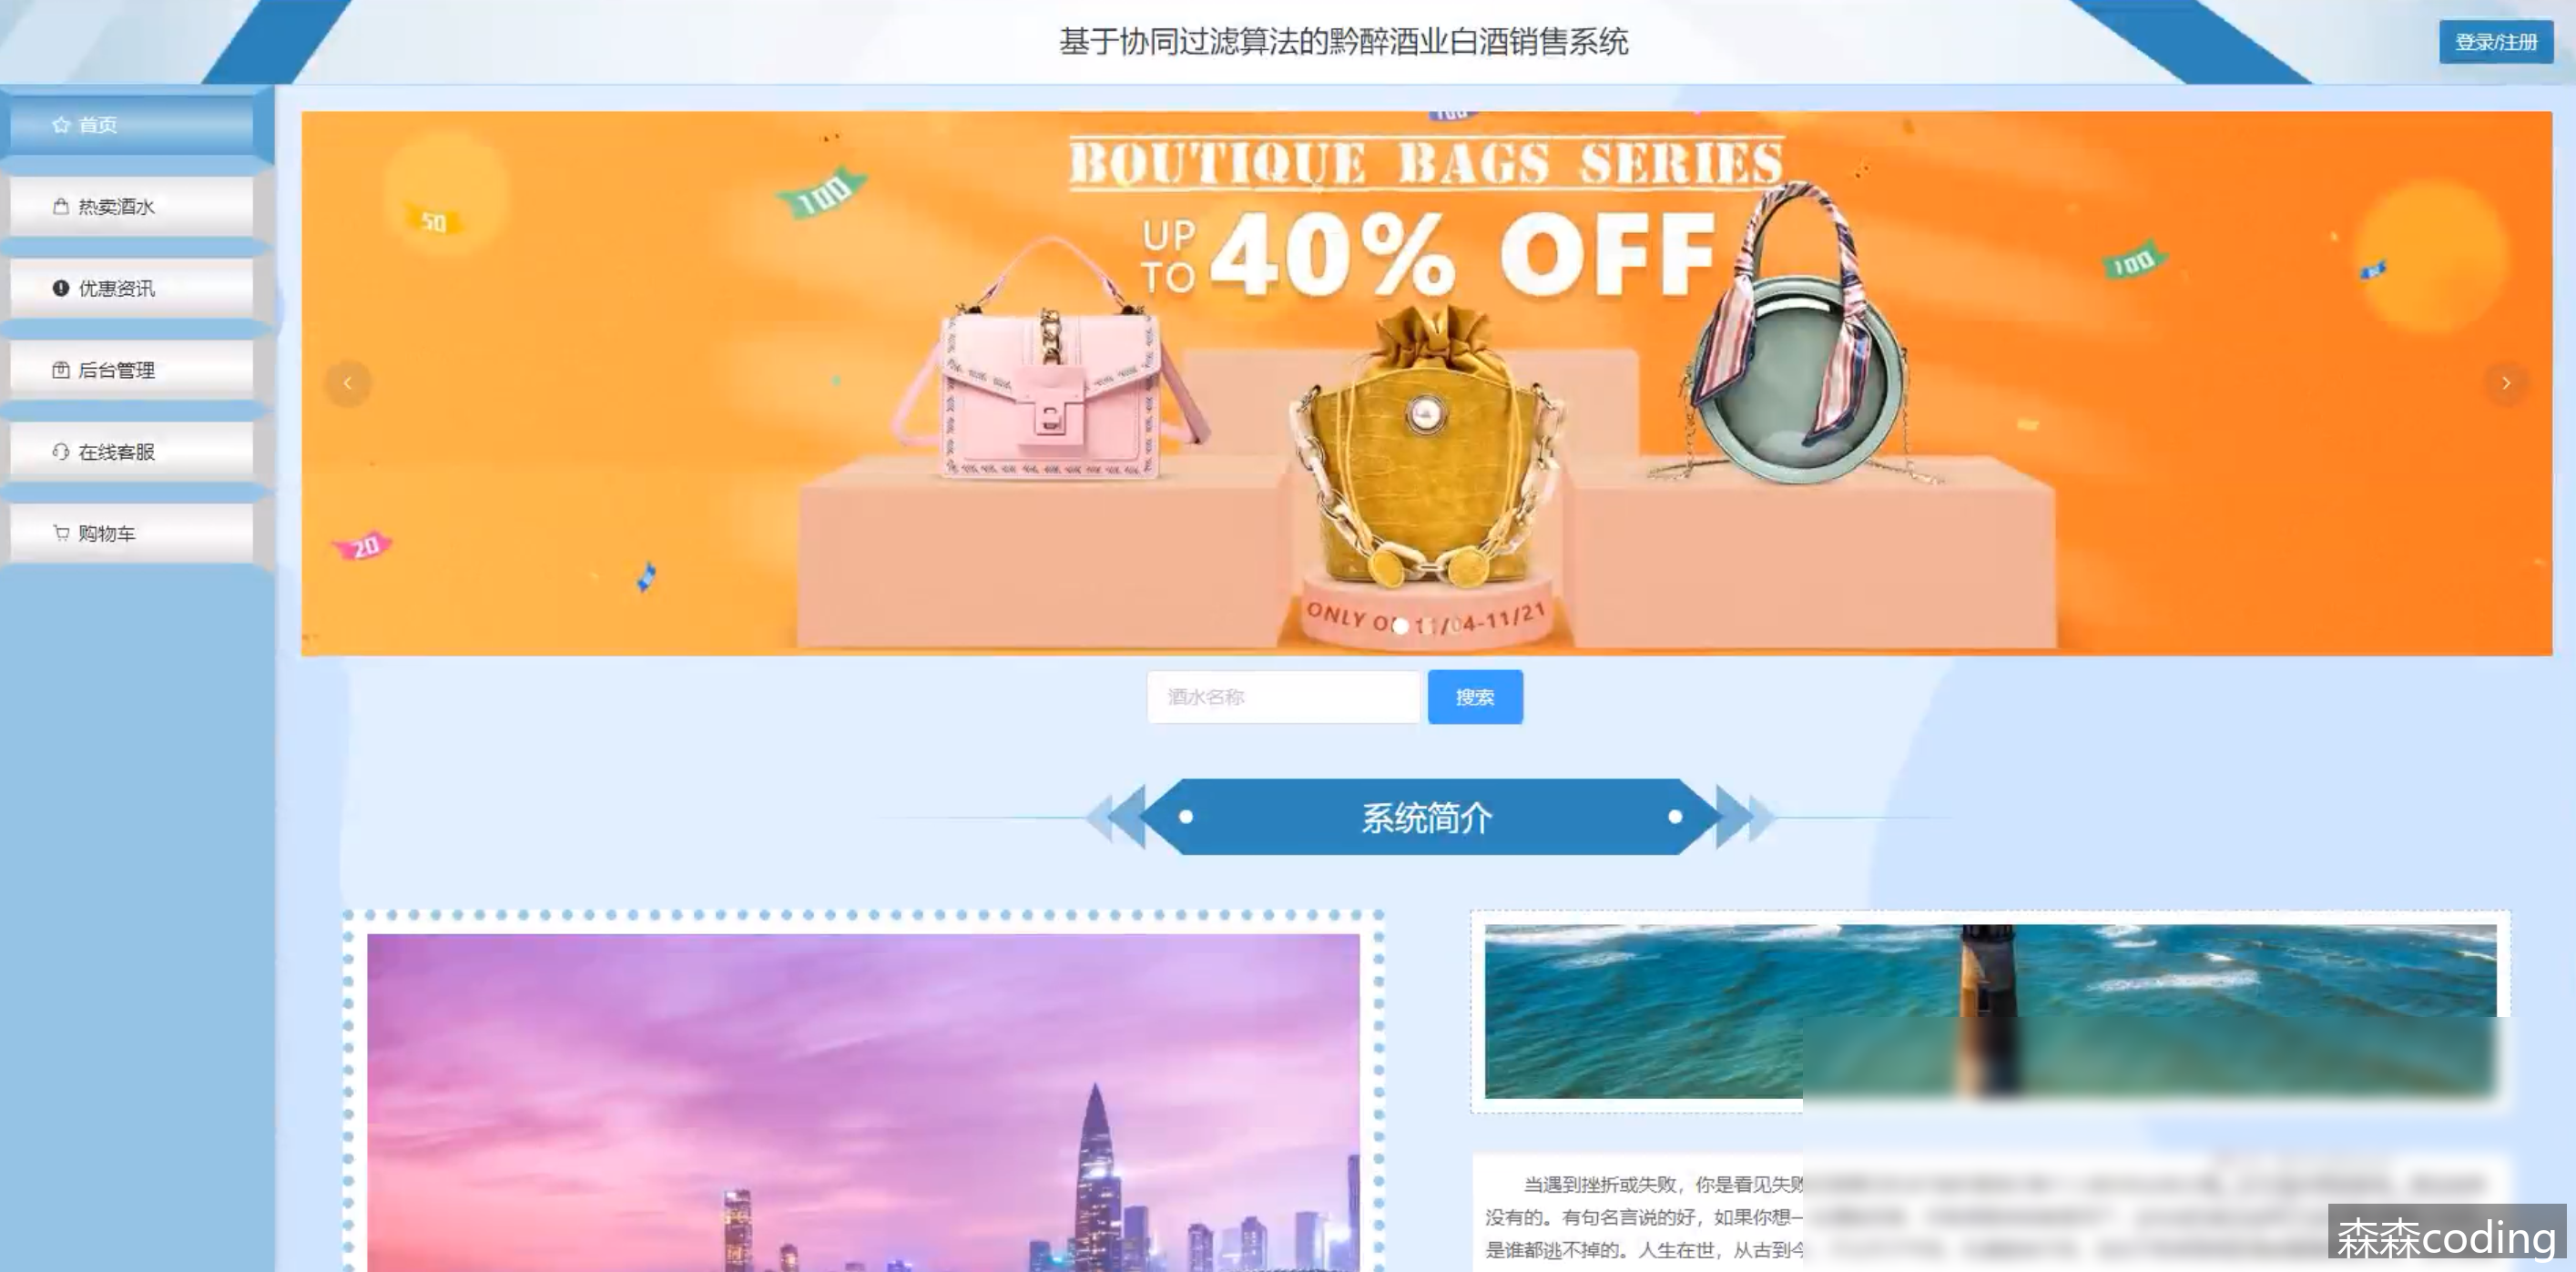 基于协同过滤算法的黔醉酒业白酒销售系统
登录/注册
首页
热卖酒水
优惠资讯
后台管理
在线客服
购物车
100
BOUTIQUE BAGS SERIES
UP TO 40% OFF
50
100
100
20
ONLY ON 11/04-11/21
酒水名称
搜索
系统简介
当遇到挫折或失败，你是看见失败
没有的。有句名言说的好，如果你想一
是谁都逃不掉的。人生在世，从古到今
森森coding